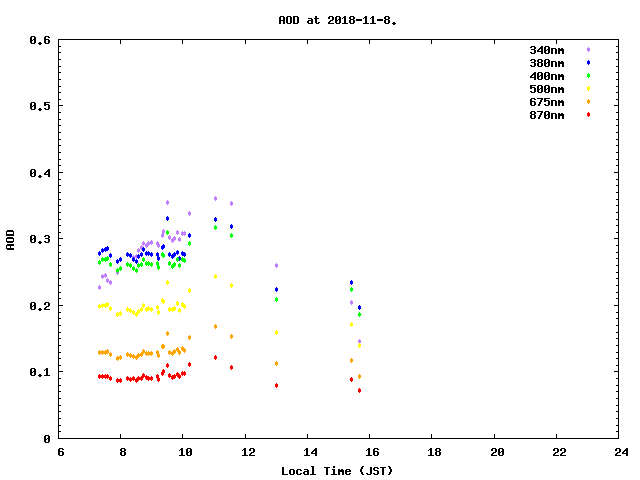 AOD at 2018-11-8.
0.6
340nm
380nm
400nm
500nm
675nm
870nm
0.5
0.4
0.3
AOD
0.2
0.1
0
6 8 10 12 14 16 18 20 22 24
Local Time (JST)